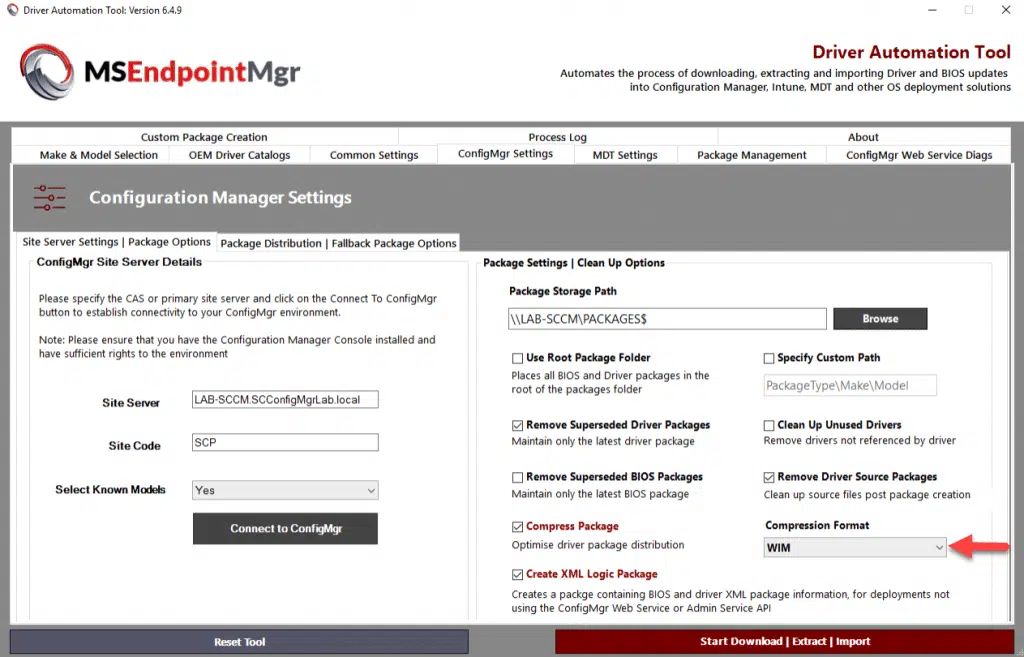 Driver Automation Tool: Version 6.4.9
MSEndpointMgr
Driver Automation Tool
Automates the process of downloading, extracting and importing Driver and BIOS updates
into Configuration Manager, Intune, MDT and other OS deployment solutions
Custom Package Creation
Process Log
About
Make & Model Selection
OEM Driver Catalogs
Common Settings
ConfigMgr Settings
MDT Settings
Package Management
ConfigMgr Web Service Diags
Configuration Manager Settings
Site Server Settings | Package Options
Package Distribution | Fallback Package Options
ConfigMgr Site Server Details
Please specify the CAS or primary site server and click on the Connect To ConfigMgr
button to establish connectivity to your ConfigMgr environment.
Note: Please ensure that you have the Configuration Manager Console installed and
have sufficient rights to the environment
Site Server
LAB-SCCM.SCConfigMgrLab.local
Site Code
SCP
Select Known Models
Yes
Connect to ConfigMgr
Package Settings | Clean Up Options
Package Storage Path
\\LAB-SCCM\PACKAGES$
Browse
Use Root Package Folder
Places all BIOS and Driver packages in the
root of the packages folder
Specify Custom Path
PackageType\Make\Model
Remove Superseded Driver Packages
Maintain only the latest driver package
Clean Up Unused Drivers
Remove drivers not referenced by driver
Remove Superseded BIOS Packages
Maintain only the latest BIOS package
Remove Driver Source Packages
Clean up source files post package creation
Compress Package
Optimise driver package distribution
Compression Format
WIM
Create XML Logic Package
Creates a packge containing BIOS and driver XML package information, for deployments not
using the ConfigMgr Web Service or Admin Service API
Reset Tool
Start Download | Extract | Import